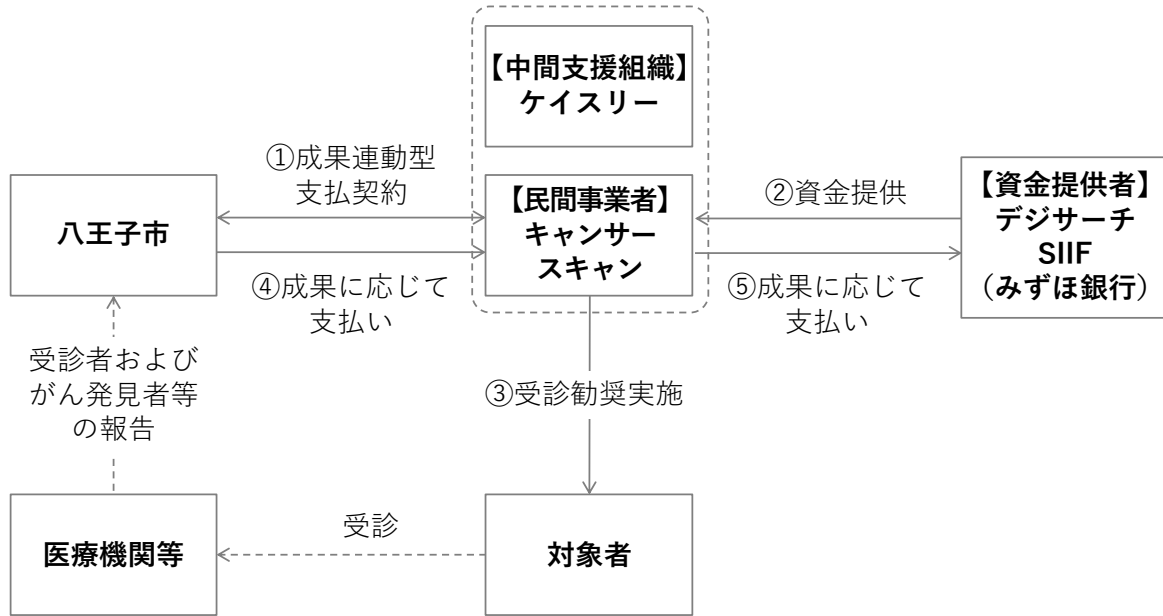 【中間支援組織】
ケイスリー
①成果連動型
支払契約
八王子市
【民間事業者】
キャンサー
スキャン
②資金提供
【資金提供者】
デジサーチ
SIIF
（みずほ銀行）
④成果に応じて
支払い
⑤成果に応じて
支払い
受診者および
がん発見者等
の報告
③受診勧奨実施
医療機関等
受診
対象者